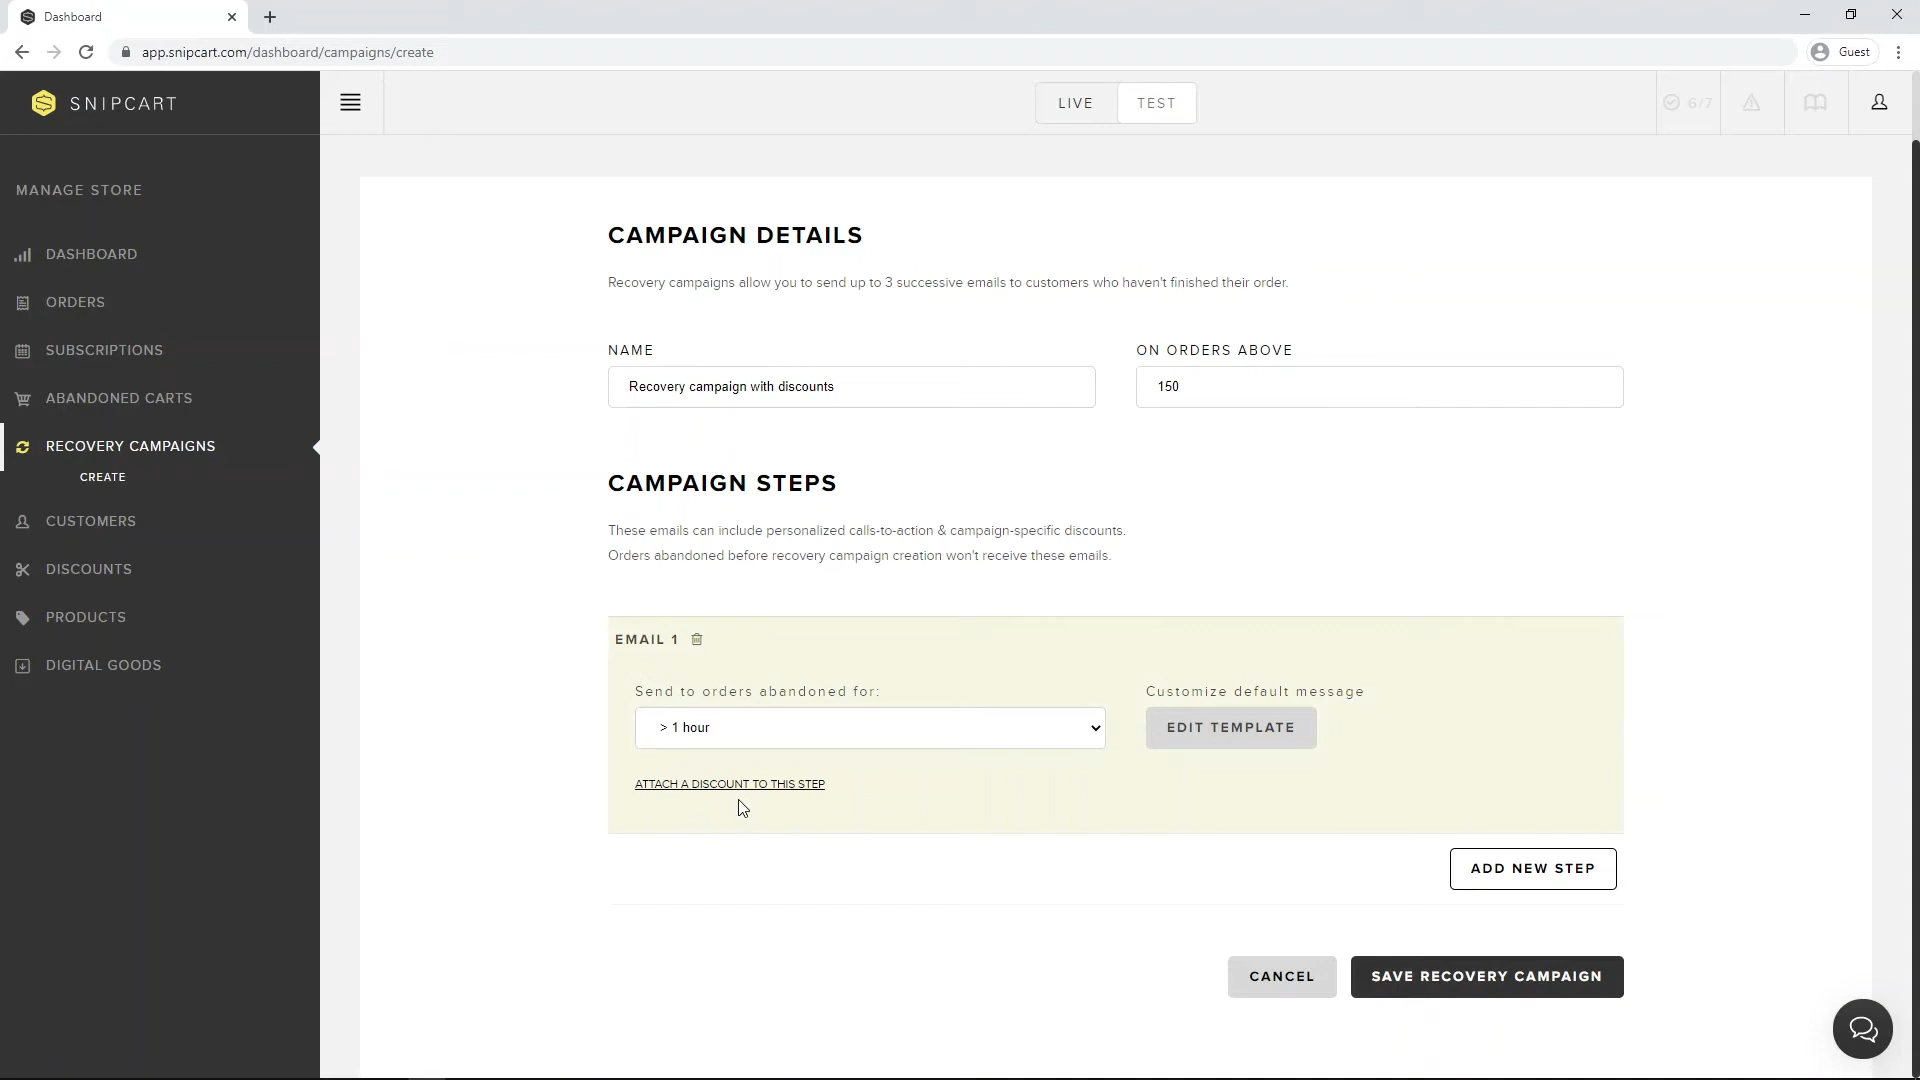 Dashboard
app.snipcart.com/dashboard/campaigns/create
Guest
SNIPCART
LIVE
TEST
6/7
MANAGE STORE
DASHBOARD
ORDERS
SUBSCRIPTIONS
ABANDONED CARTS
RECOVERY CAMPAIGNS
CREATE
CUSTOMERS
DISCOUNTS
PRODUCTS
DIGITAL GOODS
CAMPAIGN DETAILS
Recovery campaigns allow you to send up to 3 successive emails to customers who haven't finished their order.
NAME
ON ORDERS ABOVE
Recovery campaign with discounts
150
CAMPAIGN STEPS
These emails can include personalized calls-to-action & campaign-specific discounts.
Orders abandoned before recovery campaign creation won't receive these emails.
EMAIL 1
Send to orders abandoned for:
Customize default message
> 1 hour
EDIT TEMPLATE
ATTACH A DISCOUNT TO THIS STEP
ADD NEW STEP
CANCEL
SAVE RECOVERY CAMPAIGN